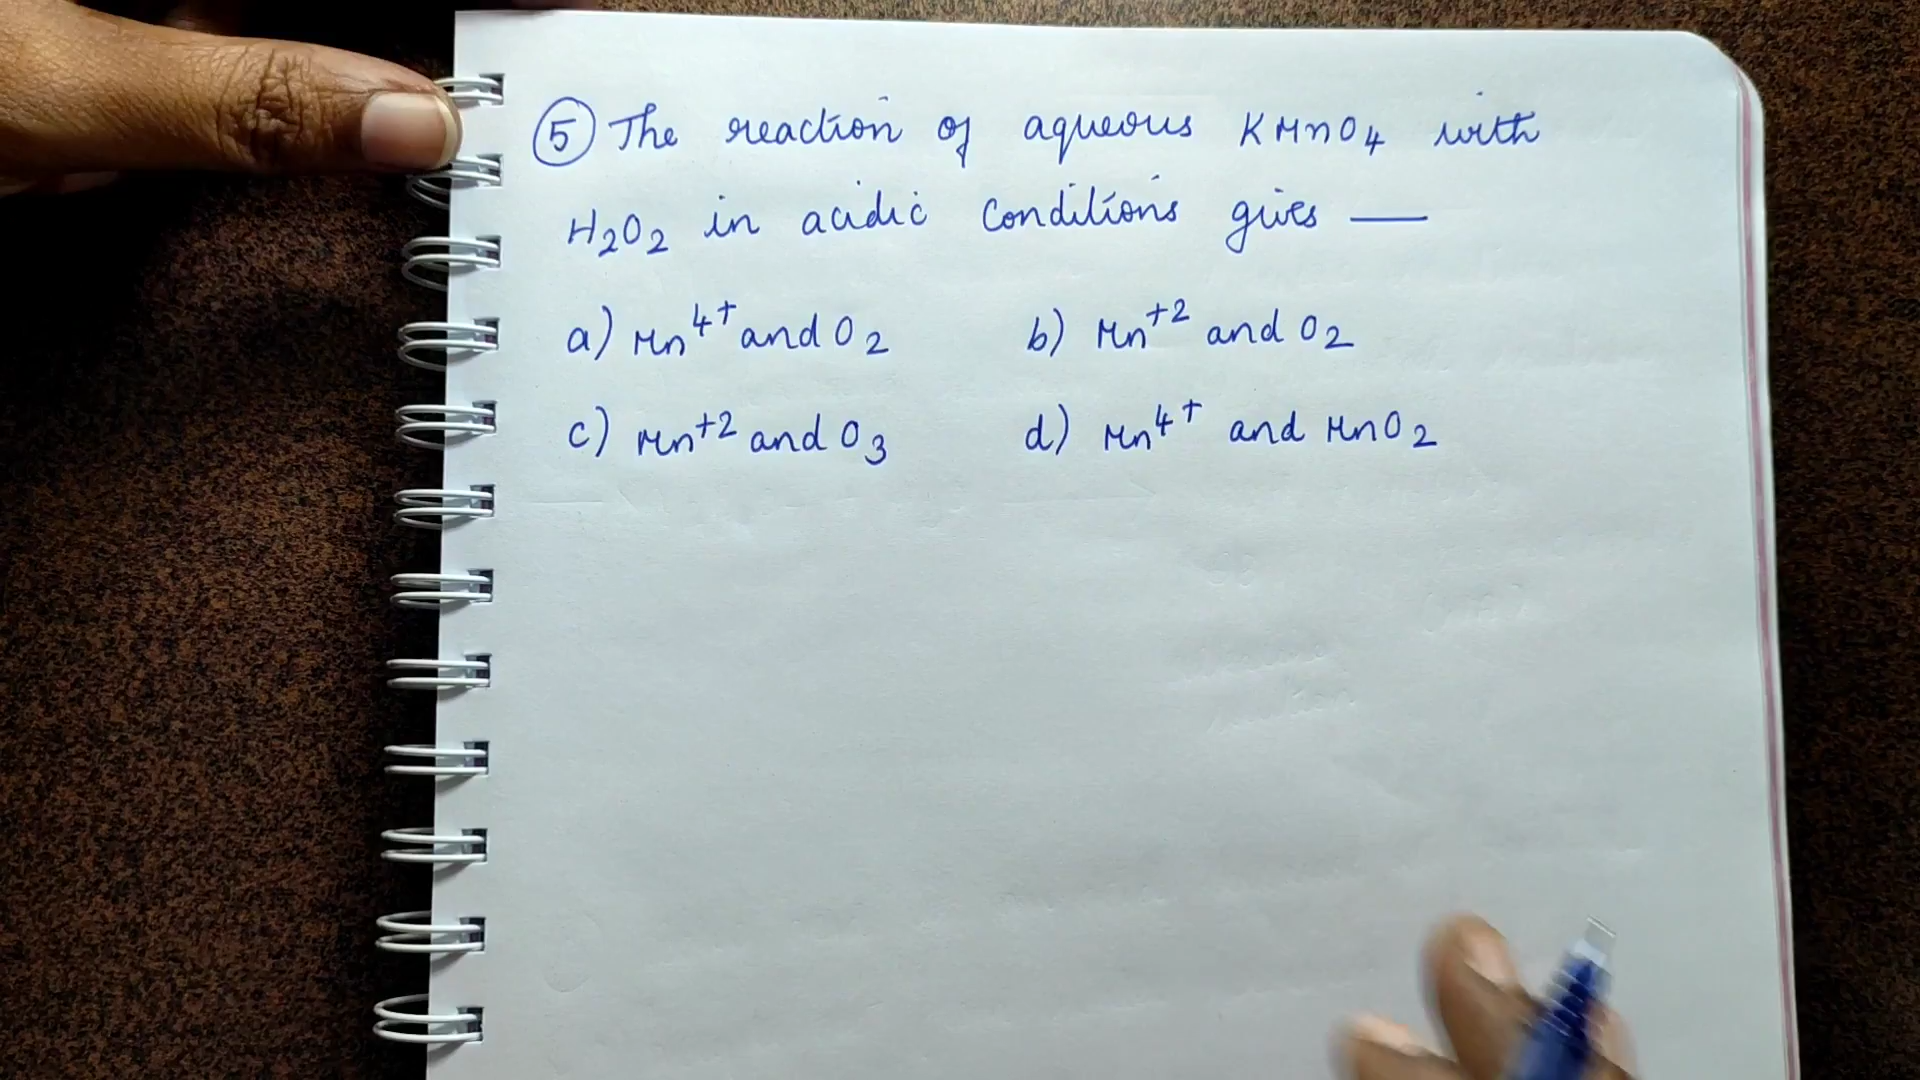 5 The reaction of aqueous KMnO4 with
H2O2 in acidic conditions gives —
a) Mn4+ and O2 b) Mn+2 and O2
c) Mn+2 and O3 d) Mn4+ and MnO2